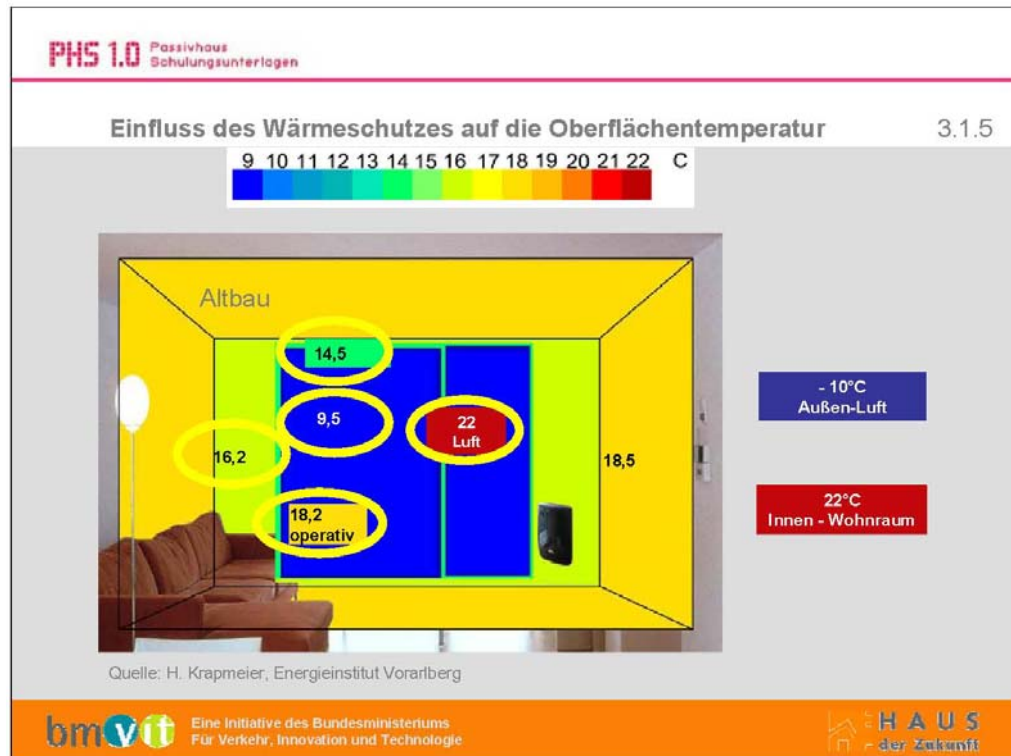 PHS 1.0 Passivhaus
Schulungsunterlagen
Einfluss des Wärmeschutzes auf die Oberflächentemperatur 3.1.5
9 10 11 12 13 14 15 16 17 18 19 20 21 22 C
Altbau
14,5
9,5
22
Luft
16,2
18,5
18,2
operativ
- 10°C
Außen-Luft
22°C
Innen - Wohnraum
Quelle: H. Krapmeier, Energieinstitut Vorarlberg
bmvit
Eine Initiative des Bundesministeriums
Für Verkehr, Innovation und Technologie
HAUS
der Zukunft